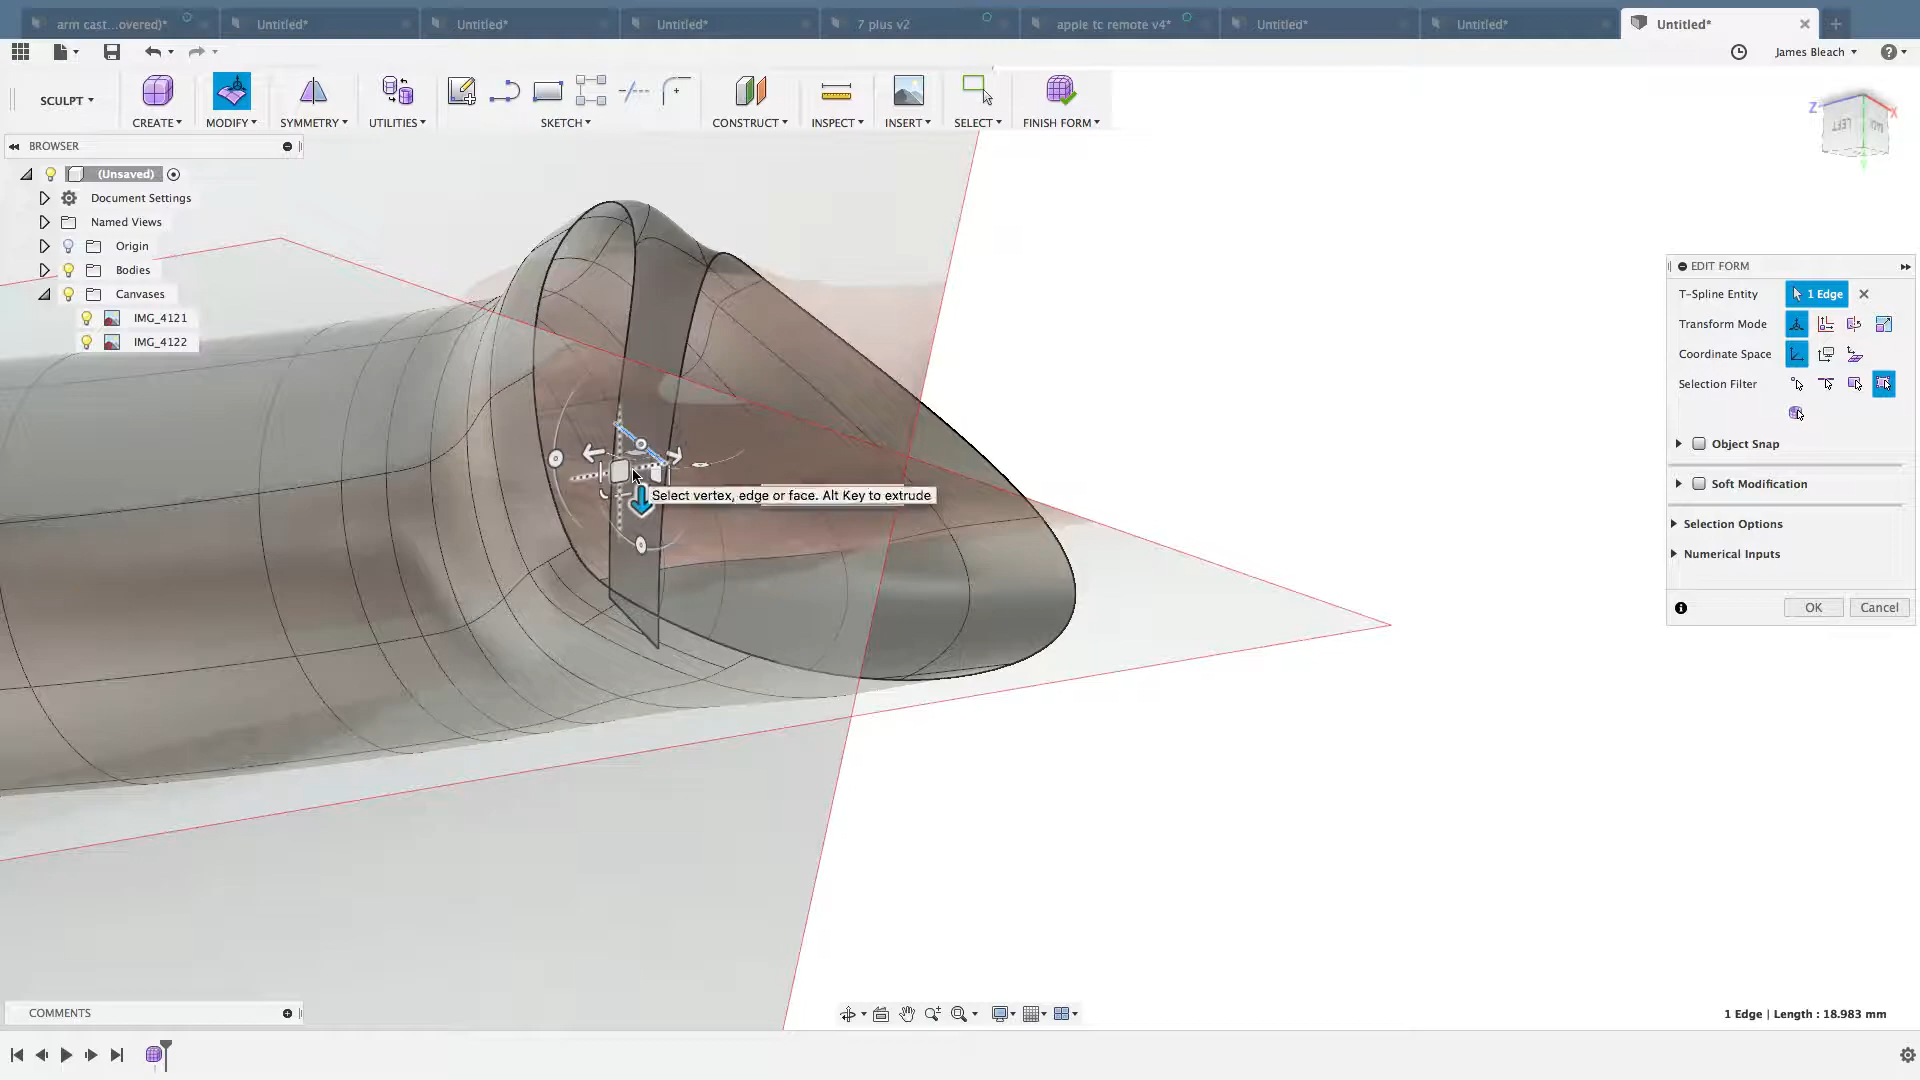 arm cast...overed)*
Untitled*
Untitled*
Untitled*
7 plus v2
apple tc remote v4*
Untitled*
Untitled*
Untitled*
James Bleach
SCULPT
CREATE
MODIFY
SYMMETRY
UTILITIES
SKETCH
CONSTRUCT
INSPECT
INSERT
SELECT
FINISH FORM
Z
X
LEFT
BROWSER
(Unsaved)
Document Settings
Named Views
Origin
Bodies
Canvases
IMG_4121
IMG_4122
Select vertex, edge or face. Alt Key to extrude
EDIT FORM
T-Spline Entity
1 Edge
Transform Mode
Coordinate Space
Selection Filter
Object Snap
Soft Modification
Selection Options
Numerical Inputs
OK
Cancel
COMMENTS
1 Edge | Length : 18.983 mm